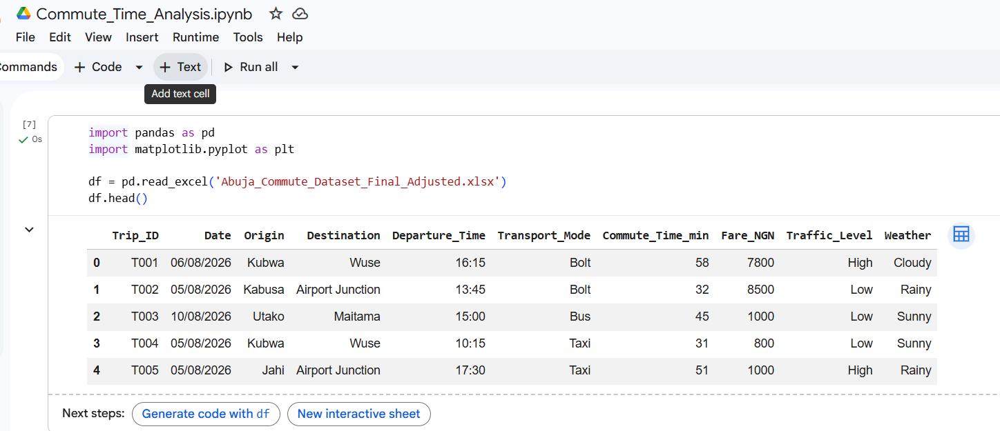 Commute_Time_Analysis.ipynb
File Edit View Insert Runtime Tools Help
ommands + Code + Text Run all
Add text cell
[7]
0s
import pandas as pd
import matplotlib.pyplot as plt
df = pd.read_excel('Abuja_Commute_Dataset_Final_Adjusted.xlsx')
df.head()
Trip_ID Date Origin Destination Departure_Time Transport_Mode Commute_Time_min Fare_NGN Traffic_Level Weather
0 T001 06/08/2026 Kubwa Wuse 16:15 Bolt 58 7800 High Cloudy
1 T002 05/08/2026 Kabusa Airport Junction 13:45 Bolt 32 8500 Low Rainy
2 T003 10/08/2026 Utako Maitama 15:00 Bus 45 1000 Low Sunny
3 T004 05/08/2026 Kubwa Wuse 10:15 Taxi 31 800 Low Sunny
4 T005 05/08/2026 Jahi Airport Junction 17:30 Taxi 51 1000 High Rainy
Next steps: Generate code with df New interactive sheet